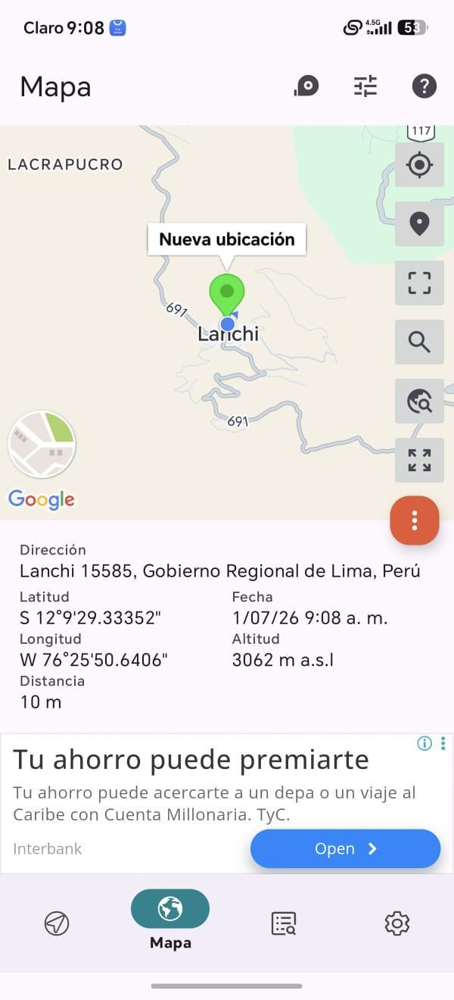 Claro 9:08
4.5G 53
Mapa
117
LACRAPUCRO
Nueva ubicación
691
Lanchi
691
Google
Dirección
Lanchi 15585, Gobierno Regional de Lima, Perú
Latitud Fecha
S 12°9'29.33352" 1/07/26 9:08 a. m.
Longitud Altitud
W 76°25'50.6406" 3062 m a.s.l
Distancia
10 m
Tu ahorro puede premiarte
Tu ahorro puede acercarte a un depa o un viaje al
Caribe con Cuenta Millonaria. TyC.
Interbank Open
Mapa